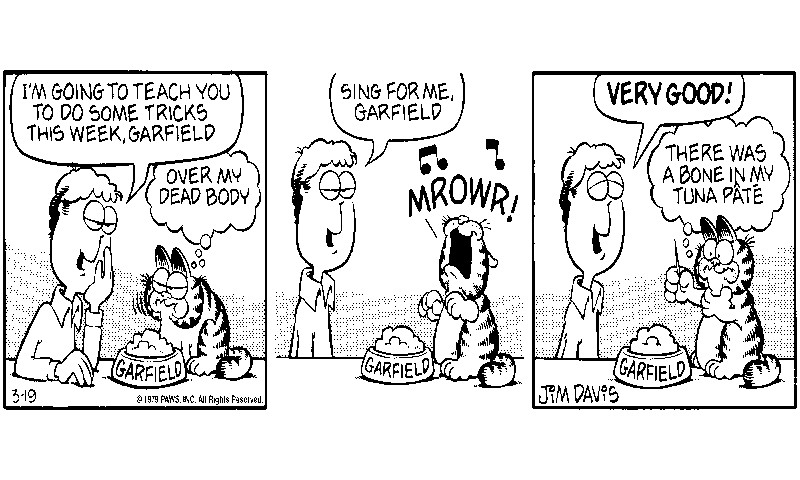 I'M GOING TO TEACH YOU
TO DO SOME TRICKS
THIS WEEK, GARFIELD
OVER MY
DEAD BODY
GARFIELD
3-19
© 1979 PAWS, INC. All Rights Reserved.
SING FOR ME,
GARFIELD
MROWR!
GARFIELD
VERY GOOD!
THERE WAS
A BONE IN MY
TUNA PÂTÉ
GARFIELD
JIM DAVIS